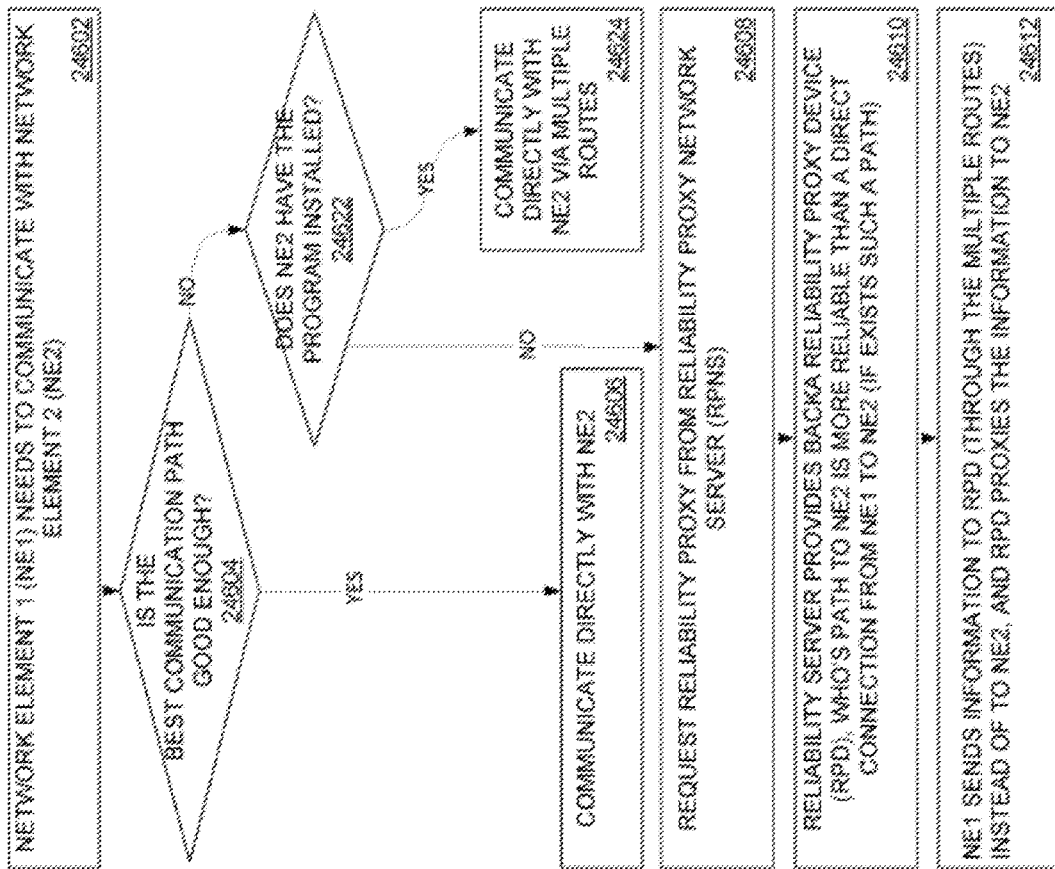 NETWORK ELEMENT 1 (NE1) NEEDS TO COMMUNICATE WITH NETWORK
ELEMENT 2 (NE2)
24602
IS THE
BEST COMMUNICATION PATH
GOOD ENOUGH?
24604
NO
DOES NE2 HAVE THE
PROGRAM INSTALLED?
24622
YES
COMMUNICATE
DIRECTLY WITH
NE2 VIA MULTIPLE
ROUTES
24624
YES
NO
COMMUNICATE DIRECTLY WITH NE2
24606
REQUEST RELIABILITY PROXY FROM RELIABILITY PROXY NETWORK
SERVER (RPNS)
24608
RELIABILITY SERVER PROVIDES BACKA RELIABILITY PROXY DEVICE
(RPD), WHO'S PATH TO NE2 IS MORE RELIABLE THAN A DIRECT
CONNECTION FROM NE1 TO NE2 (IF EXISTS SUCH A PATH)
24610
NE1 SENDS INFORMATION TO RPD (THROUGH THE MULTIPLE ROUTES)
INSTEAD OF TO NE2, AND RPD PROXIES THE INFORMATION TO NE2
24612